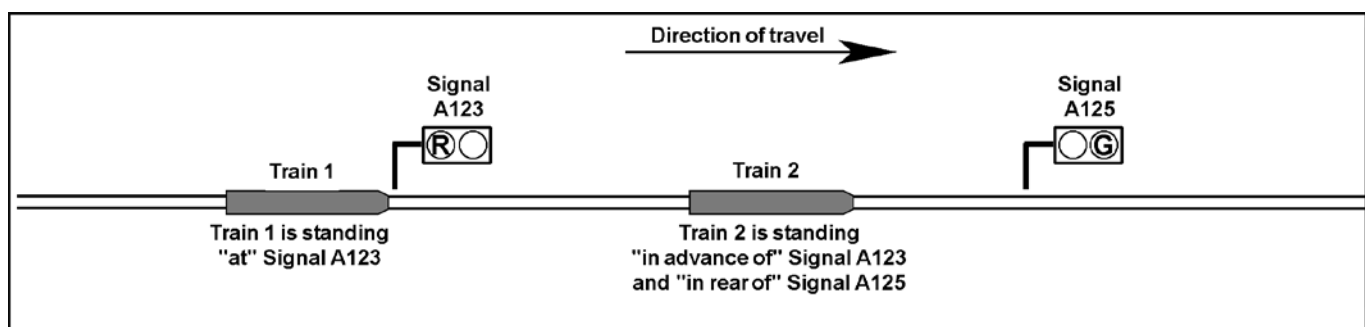 Direction of travel
Signal
A123
R
Signal
A125
G
Train 1
Train 2
Train 1 is standing
"at" Signal A123
Train 2 is standing
"in advance of" Signal A123
and "in rear of" Signal A125